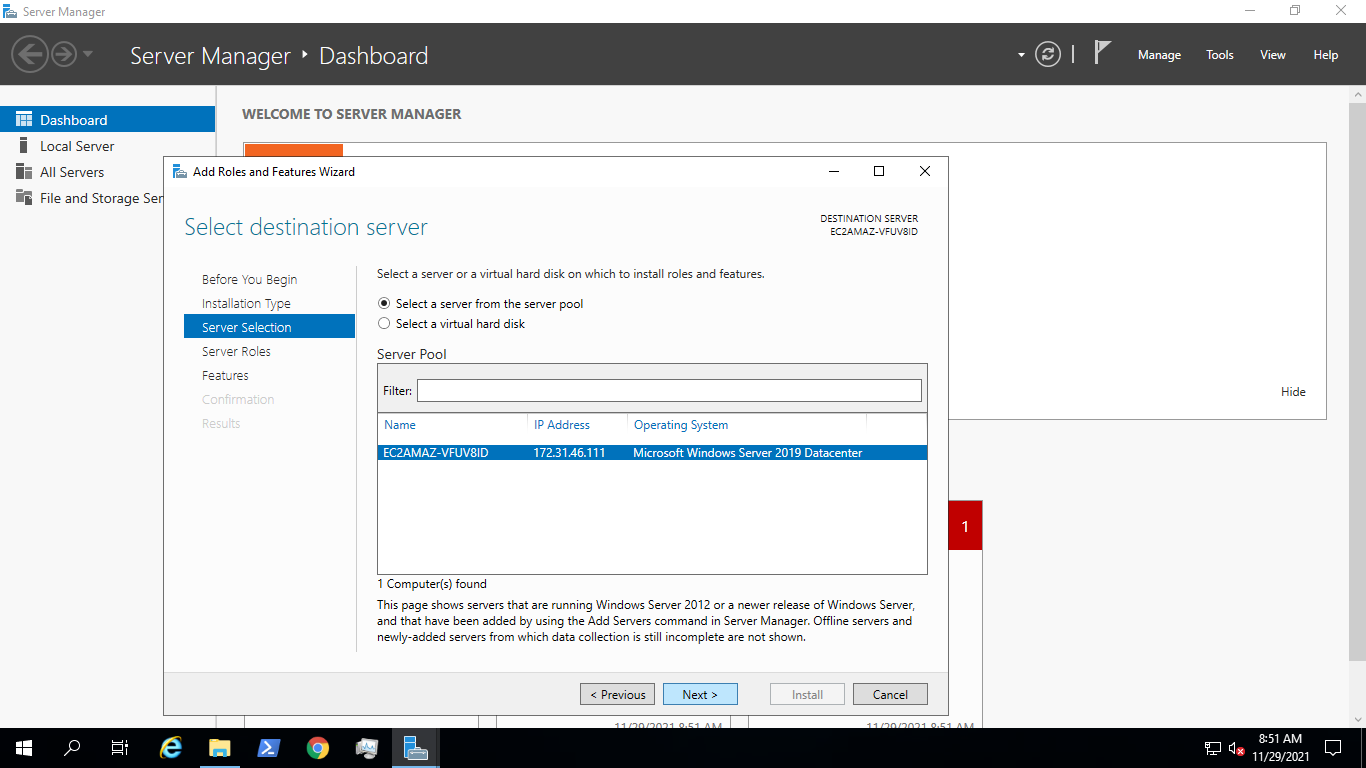 Server Manager
Server Manager ‣ Dashboard
Manage Tools View Help
Dashboard
Local Server
All Servers
File and Storage Ser
WELCOME TO SERVER MANAGER
Hide
1
Add Roles and Features Wizard
Select destination server
DESTINATION SERVER
EC2AMAZ-VFUV8ID
Before You Begin
Installation Type
Server Selection
Server Roles
Features
Confirmation
Results
Select a server or a virtual hard disk on which to install roles and features.
Select a server from the server pool
Select a virtual hard disk
Server Pool
Filter:
Name IP Address Operating System
EC2AMAZ-VFUV8ID 172.31.46.111 Microsoft Windows Server 2019 Datacenter
1 Computer(s) found
This page shows servers that are running Windows Server 2012 or a newer release of Windows Server,
and that have been added by using the Add Servers command in Server Manager. Offline servers and
newly-added servers from which data collection is still incomplete are not shown.
< Previous Next > Install Cancel
11/29/2021 8:51 AM 11/29/2021 8:51 AM
8:51 AM
11/29/2021